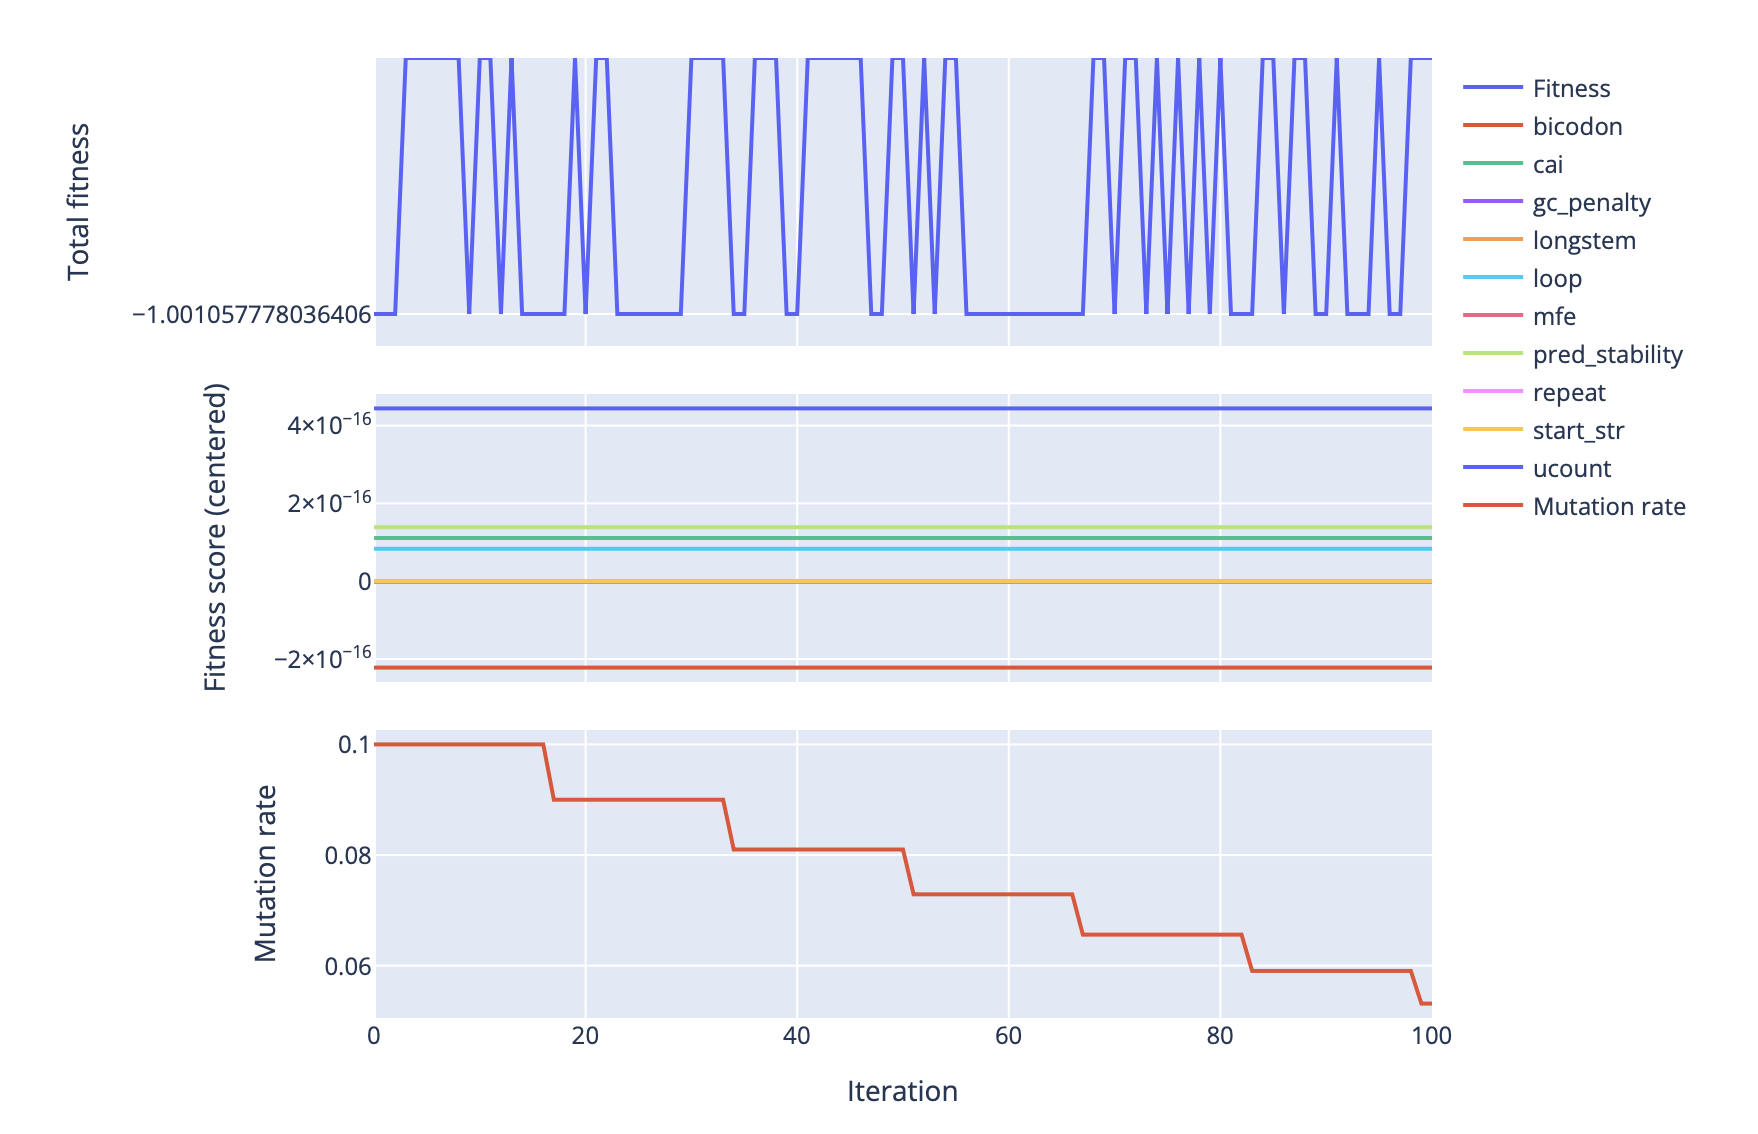 Total fitness
−1.001057778036406
Fitness score (centered)
4×10⁻¹⁶
2×10⁻¹⁶
0
−2×10⁻¹⁶
Mutation rate
0.1
0.08
0.06
0 20 40 60 80 100
Iteration
Fitness
bicodon
cai
gc_penalty
longstem
loop
mfe
pred_stability
repeat
start_str
ucount
Mutation rate